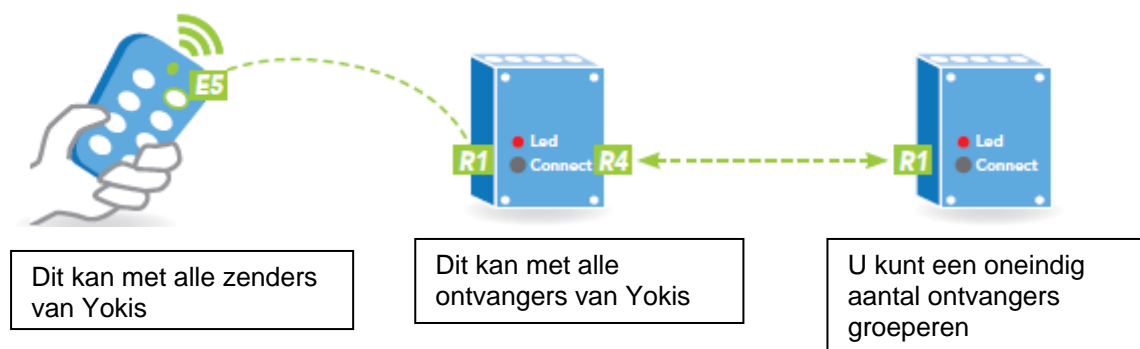 E5
R1
Led
Connect
R4
R1
Led
Connect
Dit kan met alle zenders
van Yokis
Dit kan met alle
ontvangers van Yokis
U kunt een oneindig
aantal ontvangers
groeperen